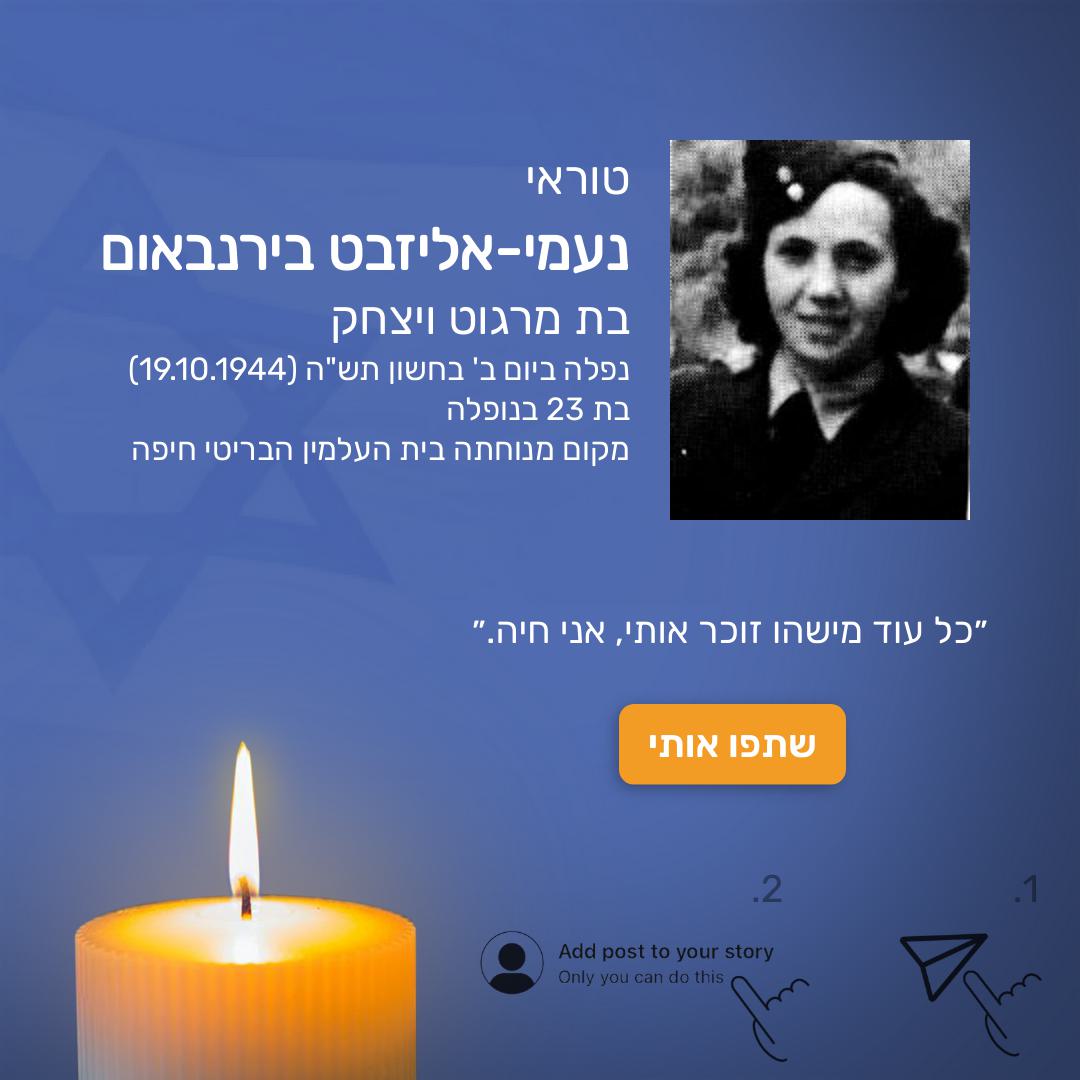 טוראי
נעמי-אליזבט בירנבאום
בת מרגוט ויצחק
נפלה ביום ב' בחשון תש"ה (19.10.1944)
בת 23 בנופלה
מקום מנוחתה בית העלמין הבריטי חיפה
״כל עוד מישהו זוכר אותי, אני חיה.״
שתפו אותי
.1
.2
Add post to your story
Only you can do this